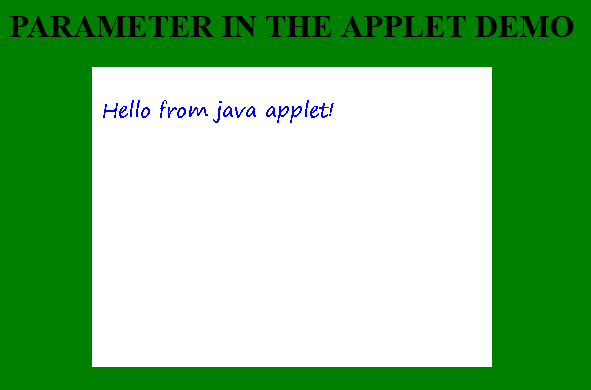 PARAMETER IN THE APPLET DEMO
Hello from java applet!